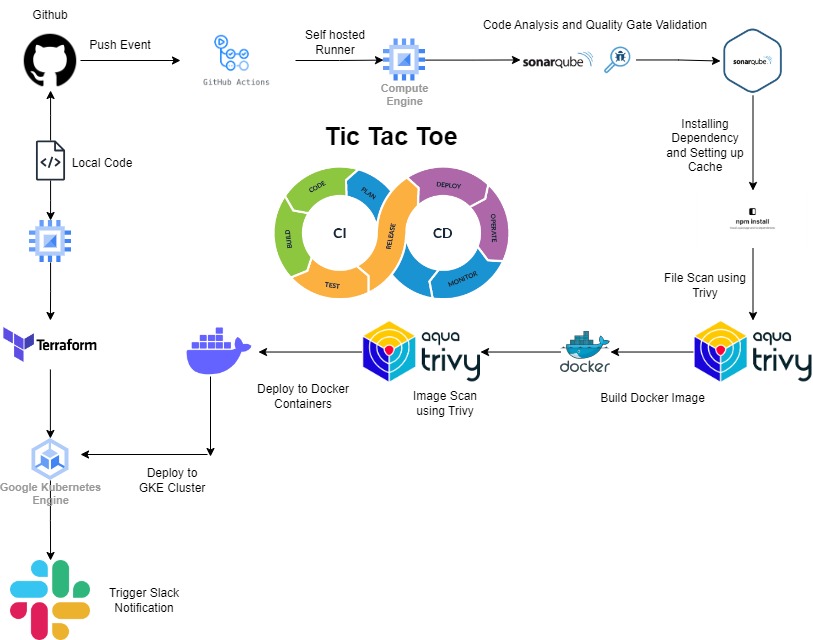 Github
Push Event
GitHub Actions
Self hosted
Runner
Compute
Engine
Code Analysis and Quality Gate Validation
sonarqube
sonarqube
Installing
Dependency
and Setting up
Cache
npm install
Local Code
</>
Tic Tac Toe
CODE
PLAN
BUILD
CI
TEST
RELEASE
DEPLOY
CD
OPERATE
MONITOR
File Scan using
Trivy
aqua
trivy
Build Docker Image
docker
aqua
trivy
Image Scan
using Trivy
Deploy to Docker
Containers
Terraform
Deploy to
GKE Cluster
Google Kubernetes
Engine
Trigger Slack
Notification